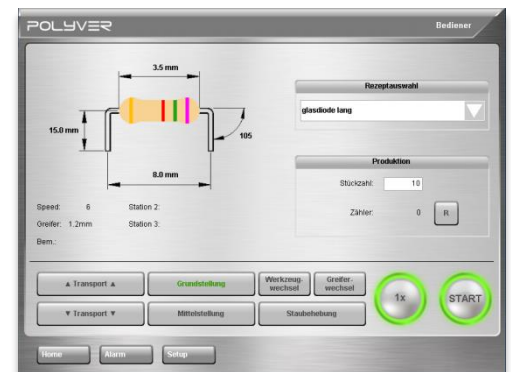 POLYVER
Bediener
3.5 mm
15.0 mm
105
8.0 mm
Speed: 6 Station 2:
Greifer: 1.2mm Station 3:
Bem.:
Rezeptauswahl
glasdiode lang
Produktion
Stückzahl: 10
Zähler: 0 R
▲ Transport ▲
Grundstellung
Werkzeug-
wechsel
Greifer-
wechsel
▼ Transport ▼
Mittelstellung
Staubehebung
1x
START
Home
Alarm
Setup